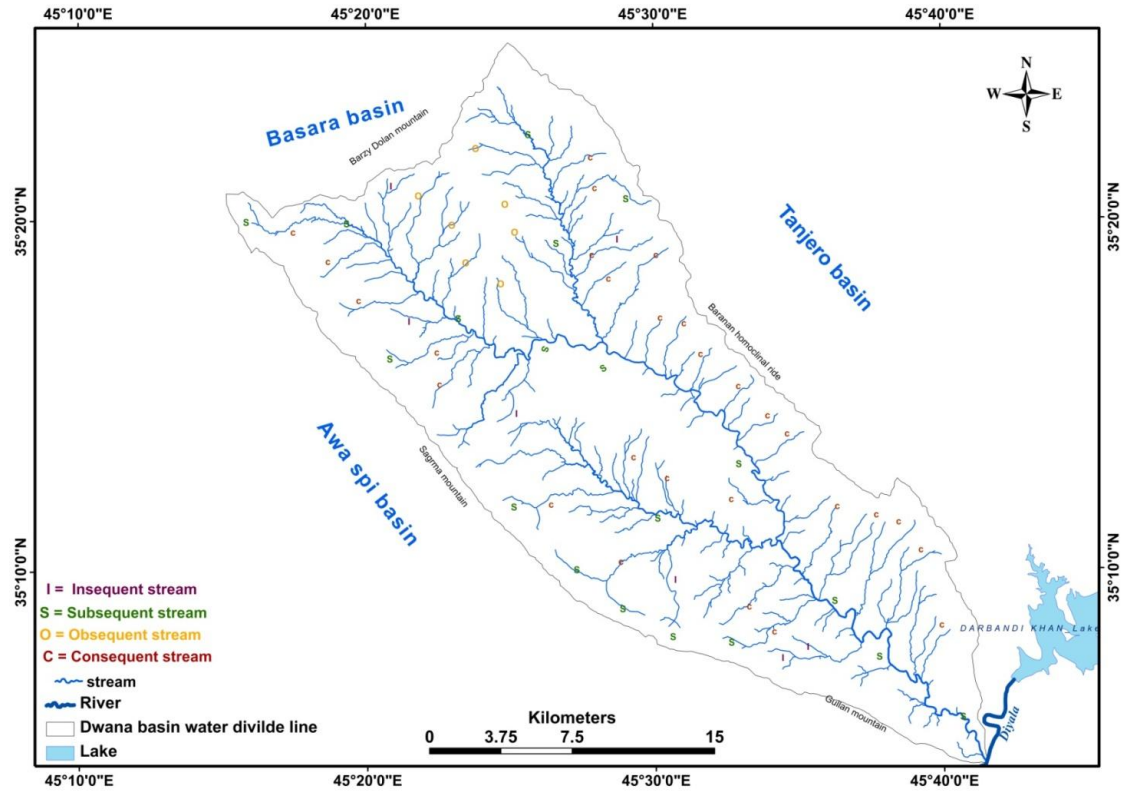 45°10'0"E 45°20'0"E 45°30'0"E 45°40'0"E
N
W E
S
Basara basin
Barzy Dolan mountain
Tanjero basin
35°20'0"N 35°20'0"N
Baranan homoclinal ride
Awa spi basin
Sagrma mountain
35°10'0"N 35°10'0"N
I = Insequent stream
S = Subsequent stream
O = Obsequent stream
C = Consequent stream
stream
River
Dwana basin water divilde line
Lake
DARBANDI KHAN_Lake
Gullan mountain
Diyala
Kilometers
0 3.75 7.5 15
45°10'0"E 45°20'0"E 45°30'0"E 45°40'0"E